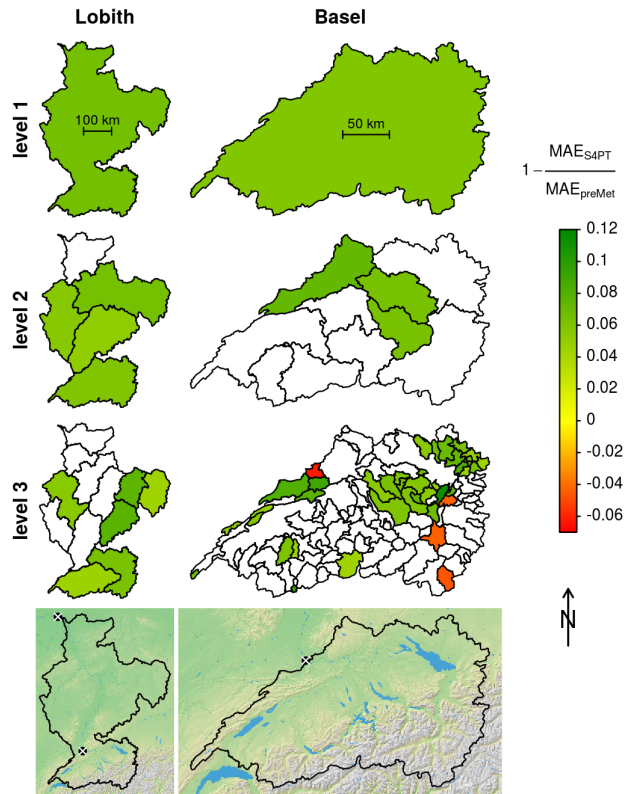 Lobith
Basel
level 1
100 km
50 km
1 − MAE_S4PT / MAE_preMet
0.12
0.1
0.08
0.06
0.04
0.02
0
−0.02
−0.04
−0.06
level 2
level 3
N